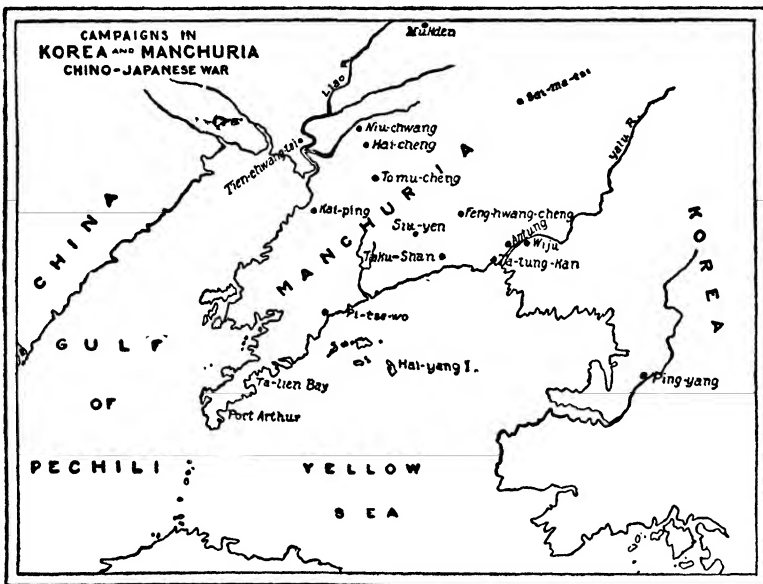 CAMPAIGNS IN
KOREA AND MANCHURIA
CHINO-JAPANESE WAR
Mukden
Liao R.
Sai-ma-tsi
Niu-chwang
Hai-cheng
Tien-chwang-tai
Yalu R.
Tomu-cheng
Kai-ping
Feng-hwang-cheng
Siu-yen
Antung
Wiju
Taku-Shan
Ta-tung-Kan
CHINA
MANCHURIA
KOREA
Pi-tse-wo
GULF
OF
PECHILI
Hai-yang I.
Ping-yang
Ta-lien Bay
Port Arthur
YELLOW
SEA